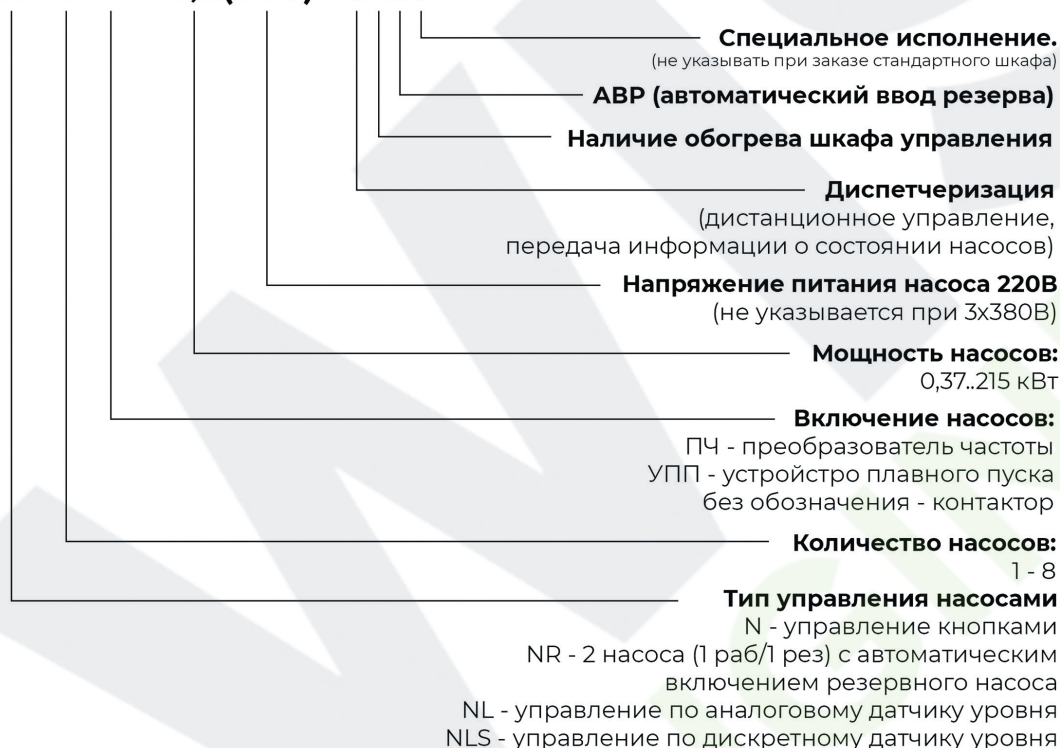 Специальное исполнение.
(не указывать при заказе стандартного шкафа)
АВР (автоматический ввод резерва)
Наличие обогрева шкафа управления
Диспетчеризация
(дистанционное управление,
передача информации о состоянии насосов)
Напряжение питания насоса 220В
(не указывается при 3х380В)
Мощность насосов:
0,37..215 кВт
Включение насосов:
ПЧ - преобразователь частоты
УПП - устройстро плавного пуска
без обозначения - контактор
Количество насосов:
1 - 8
Тип управления насосами
N - управление кнопками
NR - 2 насоса (1 раб/1 рез) с автоматическим
включением резервного насоса
NL - управление по аналоговому датчику уровня
NLS - управление по дискретному датчику уровня